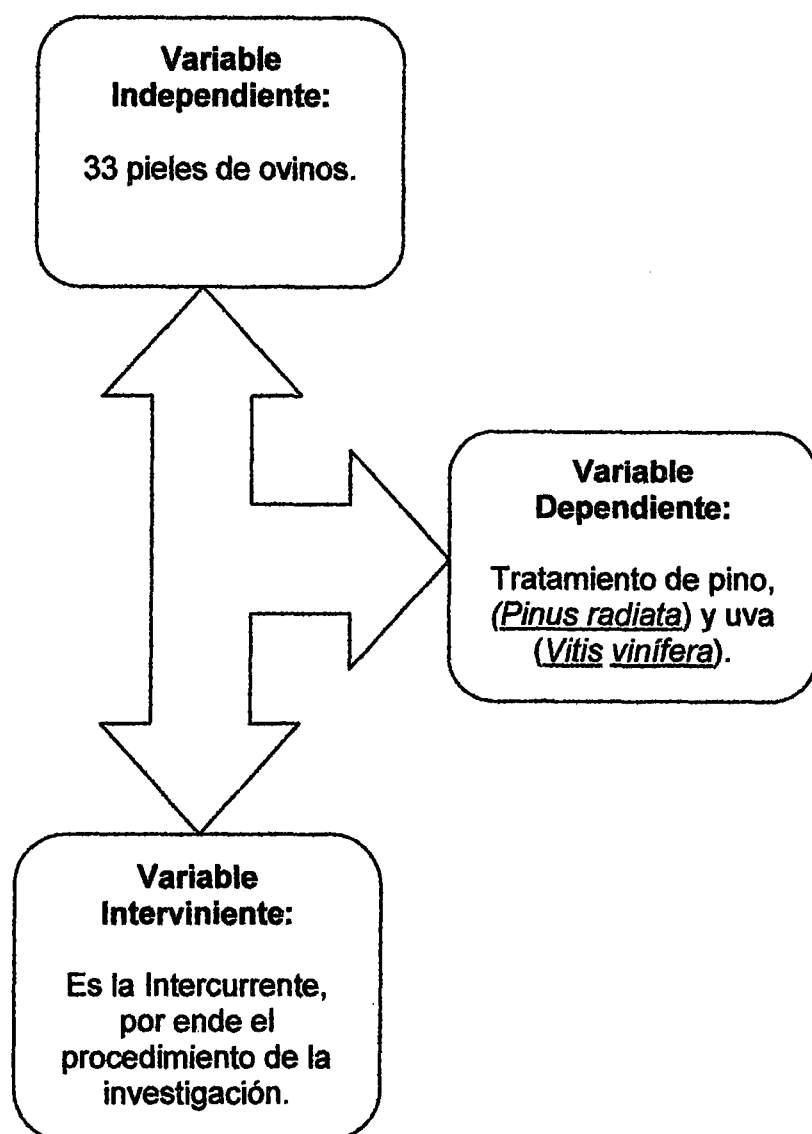 Variable
Independiente:
33 pieles de ovinos.
Variable
Dependiente:
Tratamiento de pino,
(Pinus radiata) y uva
(Vitis vinífera).
Variable
Interviniente:
Es la Intercurrente,
por ende el
procedimiento de la
investigación.